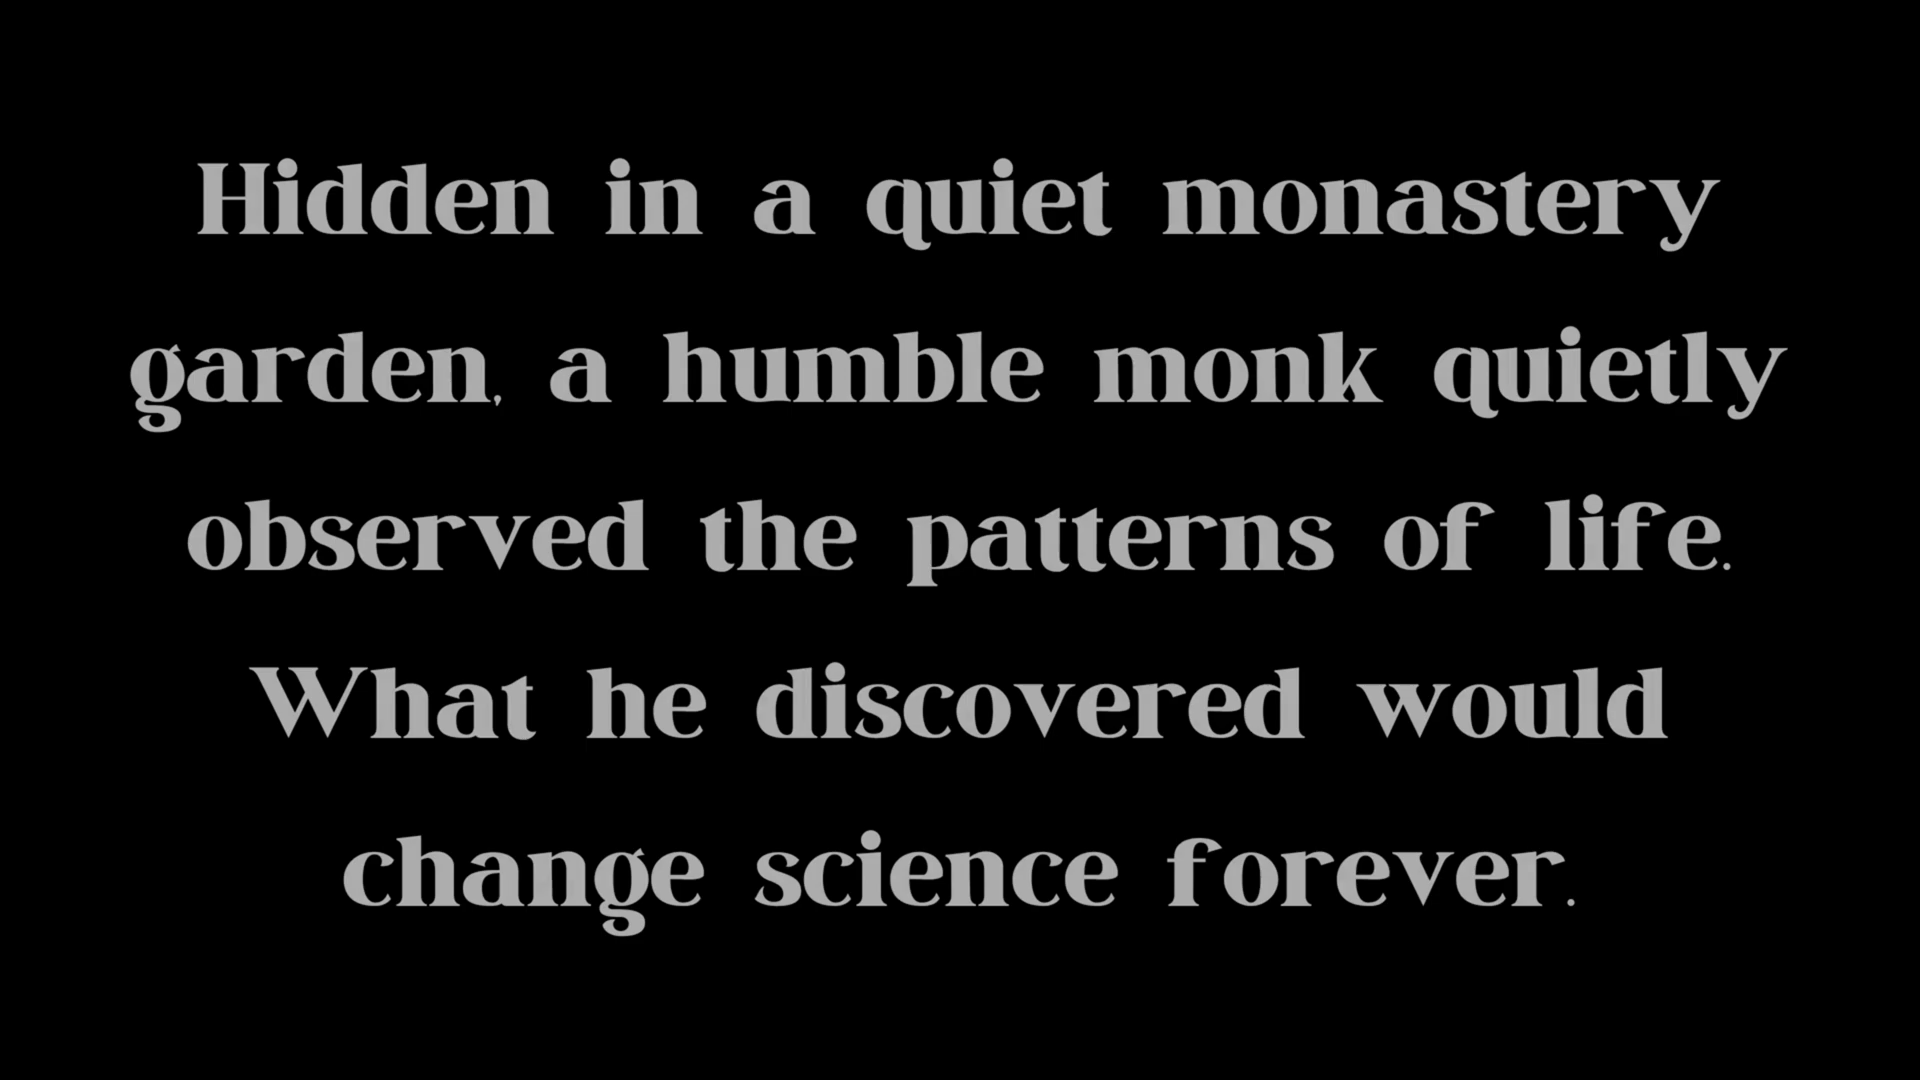 Hidden in a quiet monastery
garden, a humble monk quietly
observed the patterns of life.
What he discovered would
change science forever.